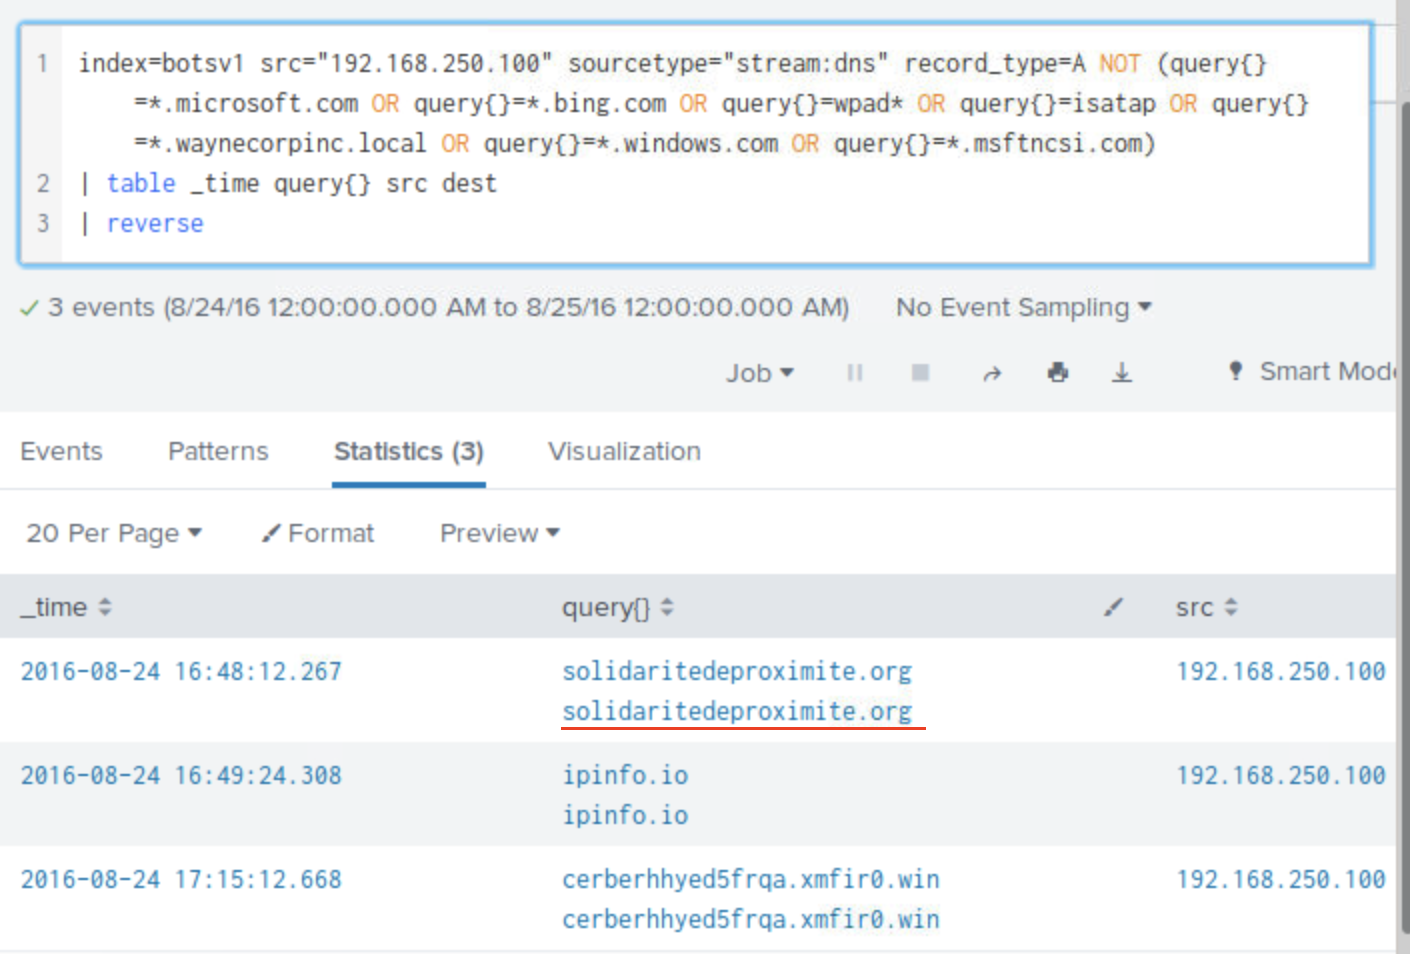 1 index=botsv1 src="192.168.250.100" sourcetype="stream:dns" record_type=A NOT (query{}
=*.microsoft.com OR query{}=*.bing.com OR query{}=wpad* OR query{}=isatap OR query{}
=*.waynecorpinc.local OR query{}=*.windows.com OR query{}=*.msftncsi.com)
2 | table _time query{} src dest
3 | reverse
✓ 3 events (8/24/16 12:00:00.000 AM to 8/25/16 12:00:00.000 AM) No Event Sampling
Job Smart Mode
Events Patterns Statistics (3) Visualization
20 Per Page Format Preview
_time query{} src
2016-08-24 16:48:12.267 solidaritedeproximite.org 192.168.250.100
solidaritedeproximite.org
2016-08-24 16:49:24.308 ipinfo.io 192.168.250.100
ipinfo.io
2016-08-24 17:15:12.668 cerberhhyed5frqa.xmfir0.win 192.168.250.100
cerberhhyed5frqa.xmfir0.win